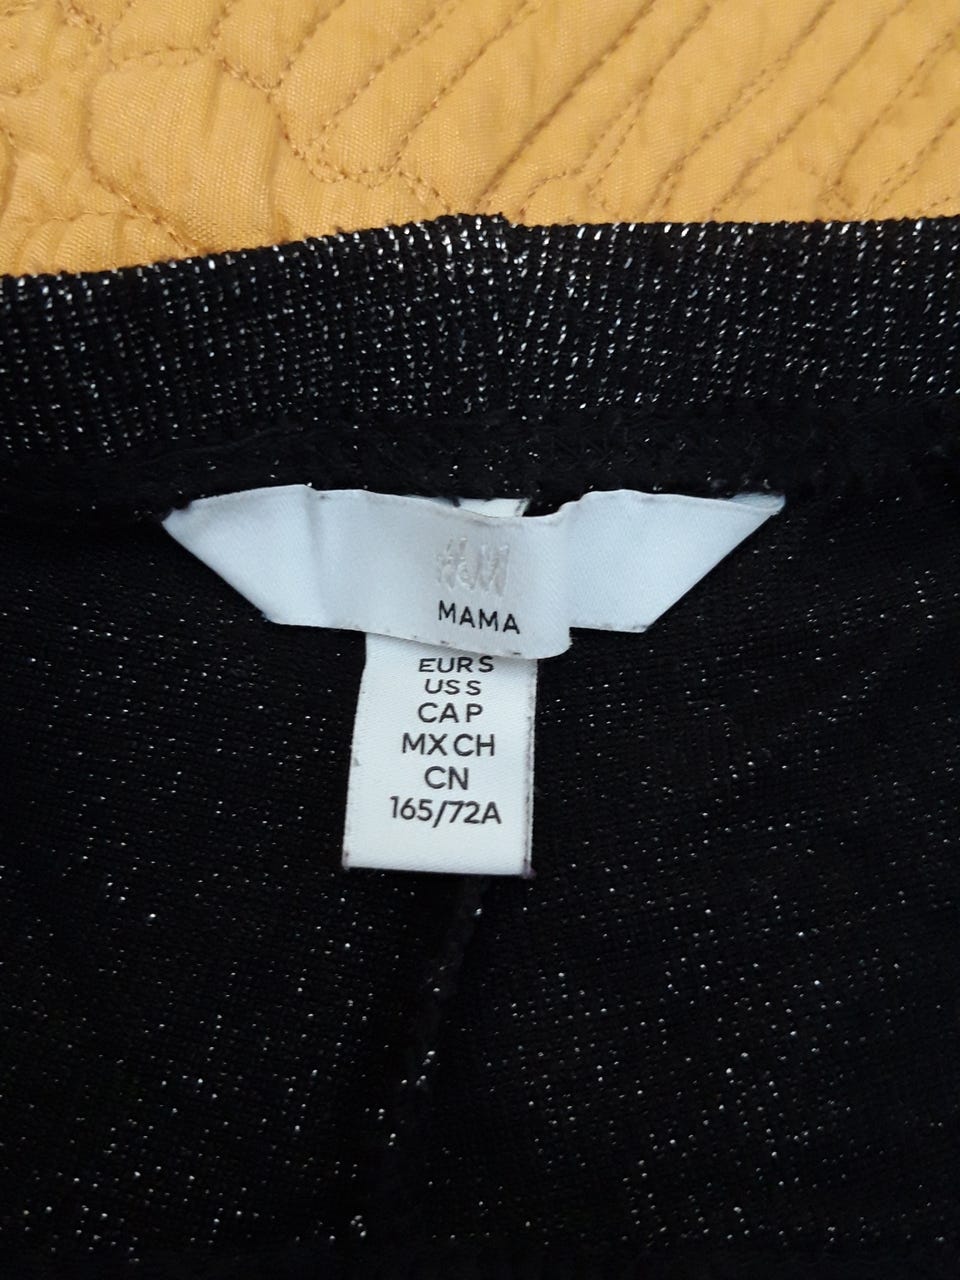 H&M
MAMA
EUR S
US S
CA P
MX CH
CN
165/72A